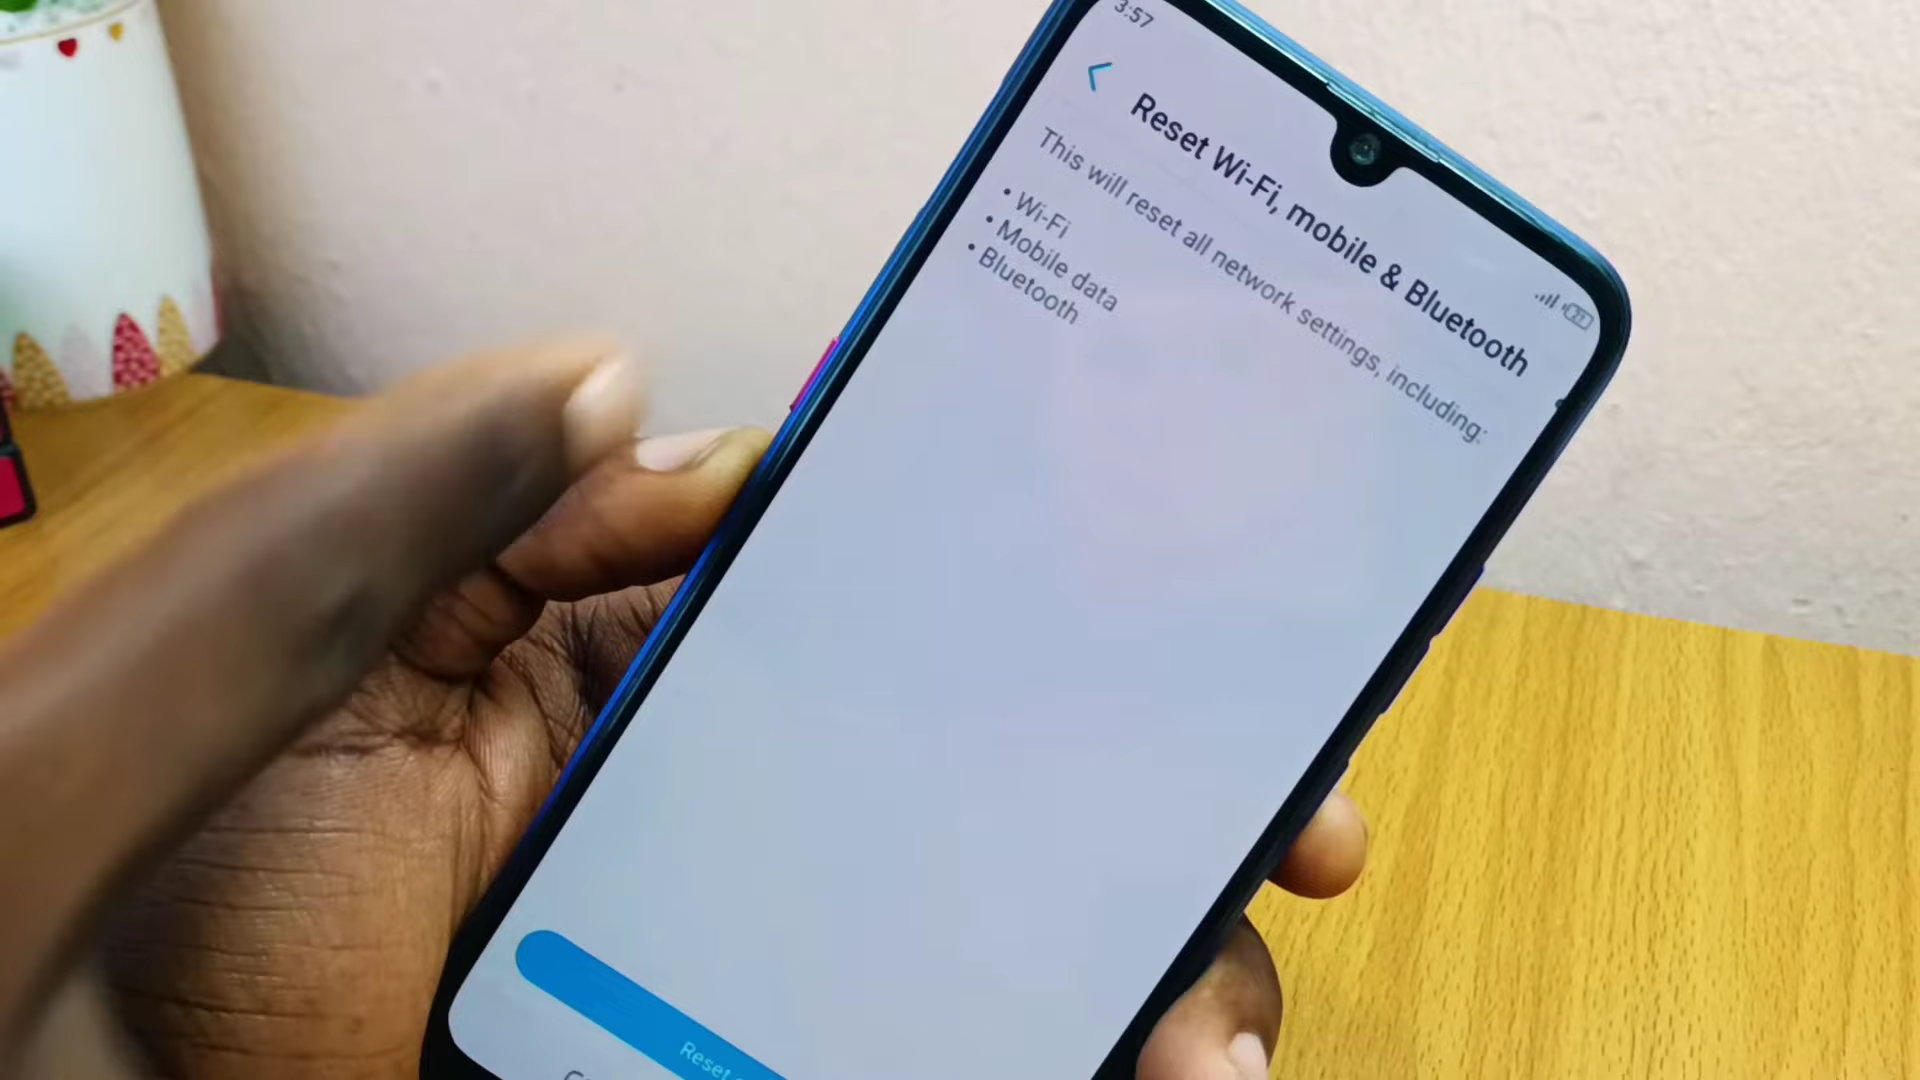 3:57
27
Reset Wi-Fi, mobile & Bluetooth
This will reset all network settings, including:
• Wi-Fi
• Mobile data
• Bluetooth
Reset